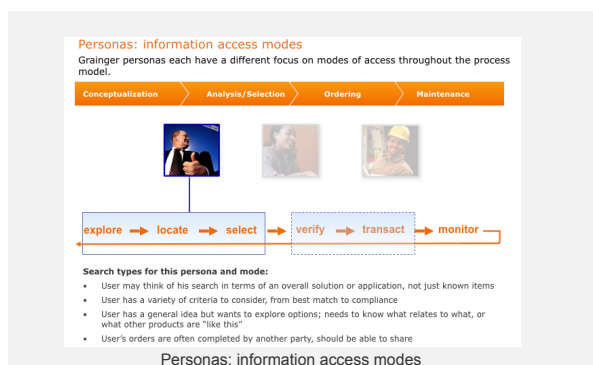 Personas: information access modes
Grainger personas each have a different focus on modes of access throughout the process
model.
Conceptualization Analysis/Selection Ordering Maintenance
explore locate select verify transact monitor
Search types for this persona and mode:
• User may think of his search in terms of an overall solution or application, not just known items
• User has a variety of criteria to consider, from best match to compliance
• User has a general idea but wants to explore options; needs to know what relates to what, or
what other products are “like this”
• User’s orders are often completed by another party, should be able to share
Personas: information access modes